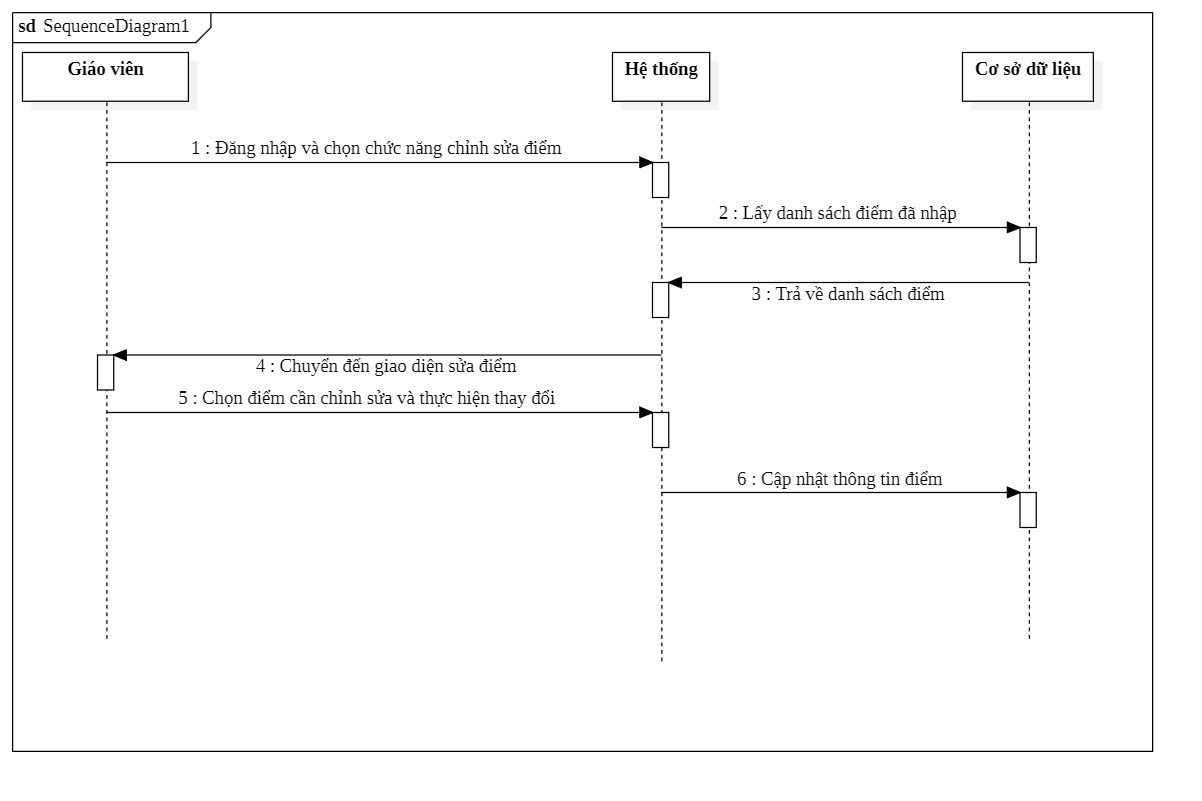 sd SequenceDiagram1
Giáo viên
Hệ thống
Cơ sở dữ liệu
1 : Đăng nhập và chọn chức năng chỉnh sửa điểm
2 : Lấy danh sách điểm đã nhập
3 : Trả về danh sách điểm
4 : Chuyển đến giao diện sửa điểm
5 : Chọn điểm cần chỉnh sửa và thực hiện thay đổi
6 : Cập nhật thông tin điểm